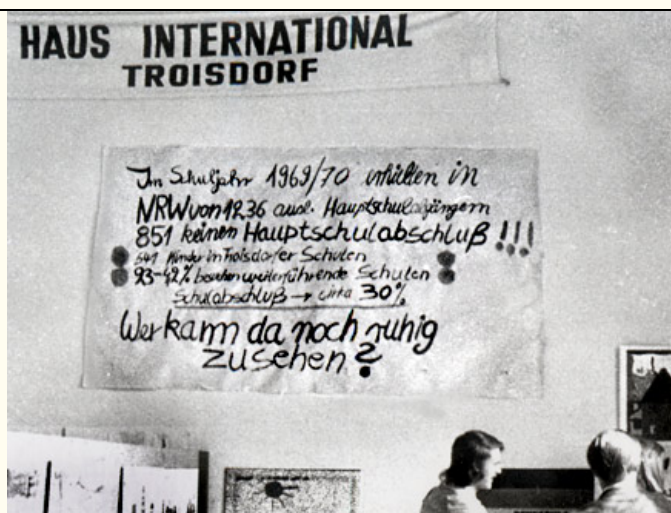 HAUS INTERNATIONAL
TROISDORF
Im Schuljahr 1969/70 erhielten in
NRW von 1236 ausl. Hauptschulabgängern
851 keinen Hauptschulabschluß !!!
541 Kinder in Troisdorfer Schulen
93-42% besuchen weiterführende Schulen
Schulabschluß → cirka 30%
Wer kann da noch ruhig
zusehen?